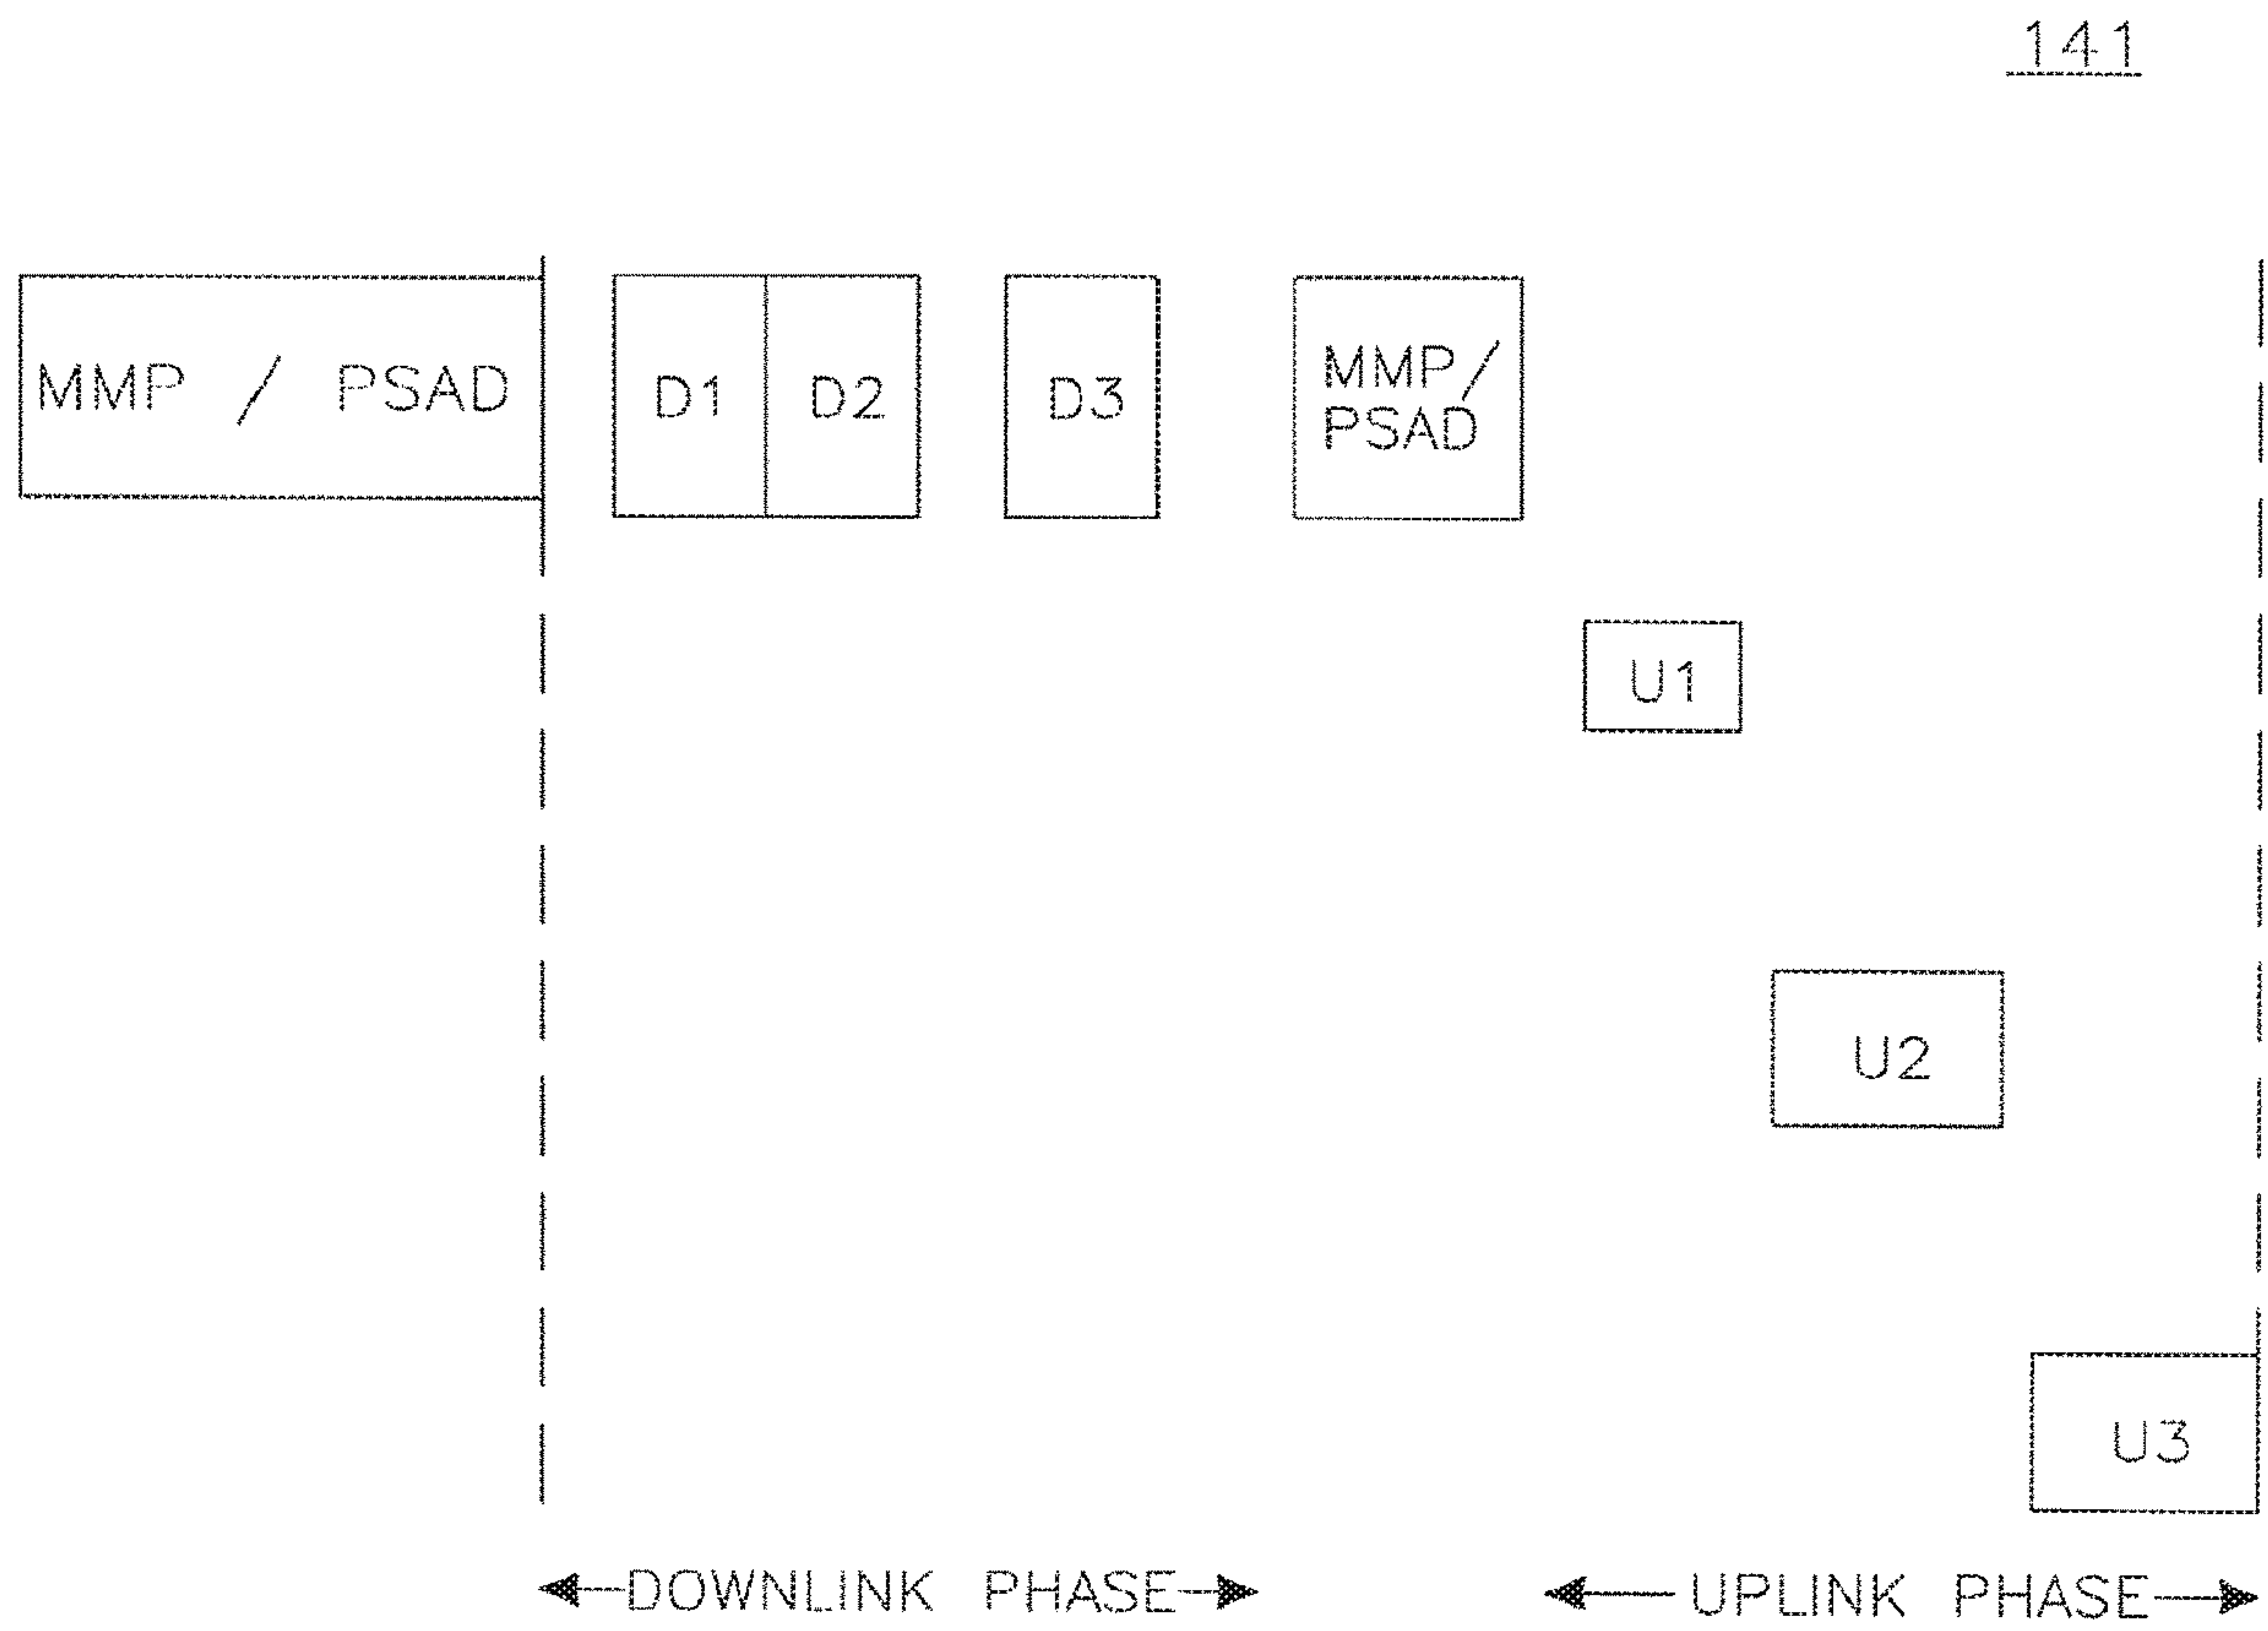 141
MMP / PSAD
D1
D2
D3
MMP/
PSAD
U1
U2
U3
DOWNLINK PHASE
UPLINK PHASE